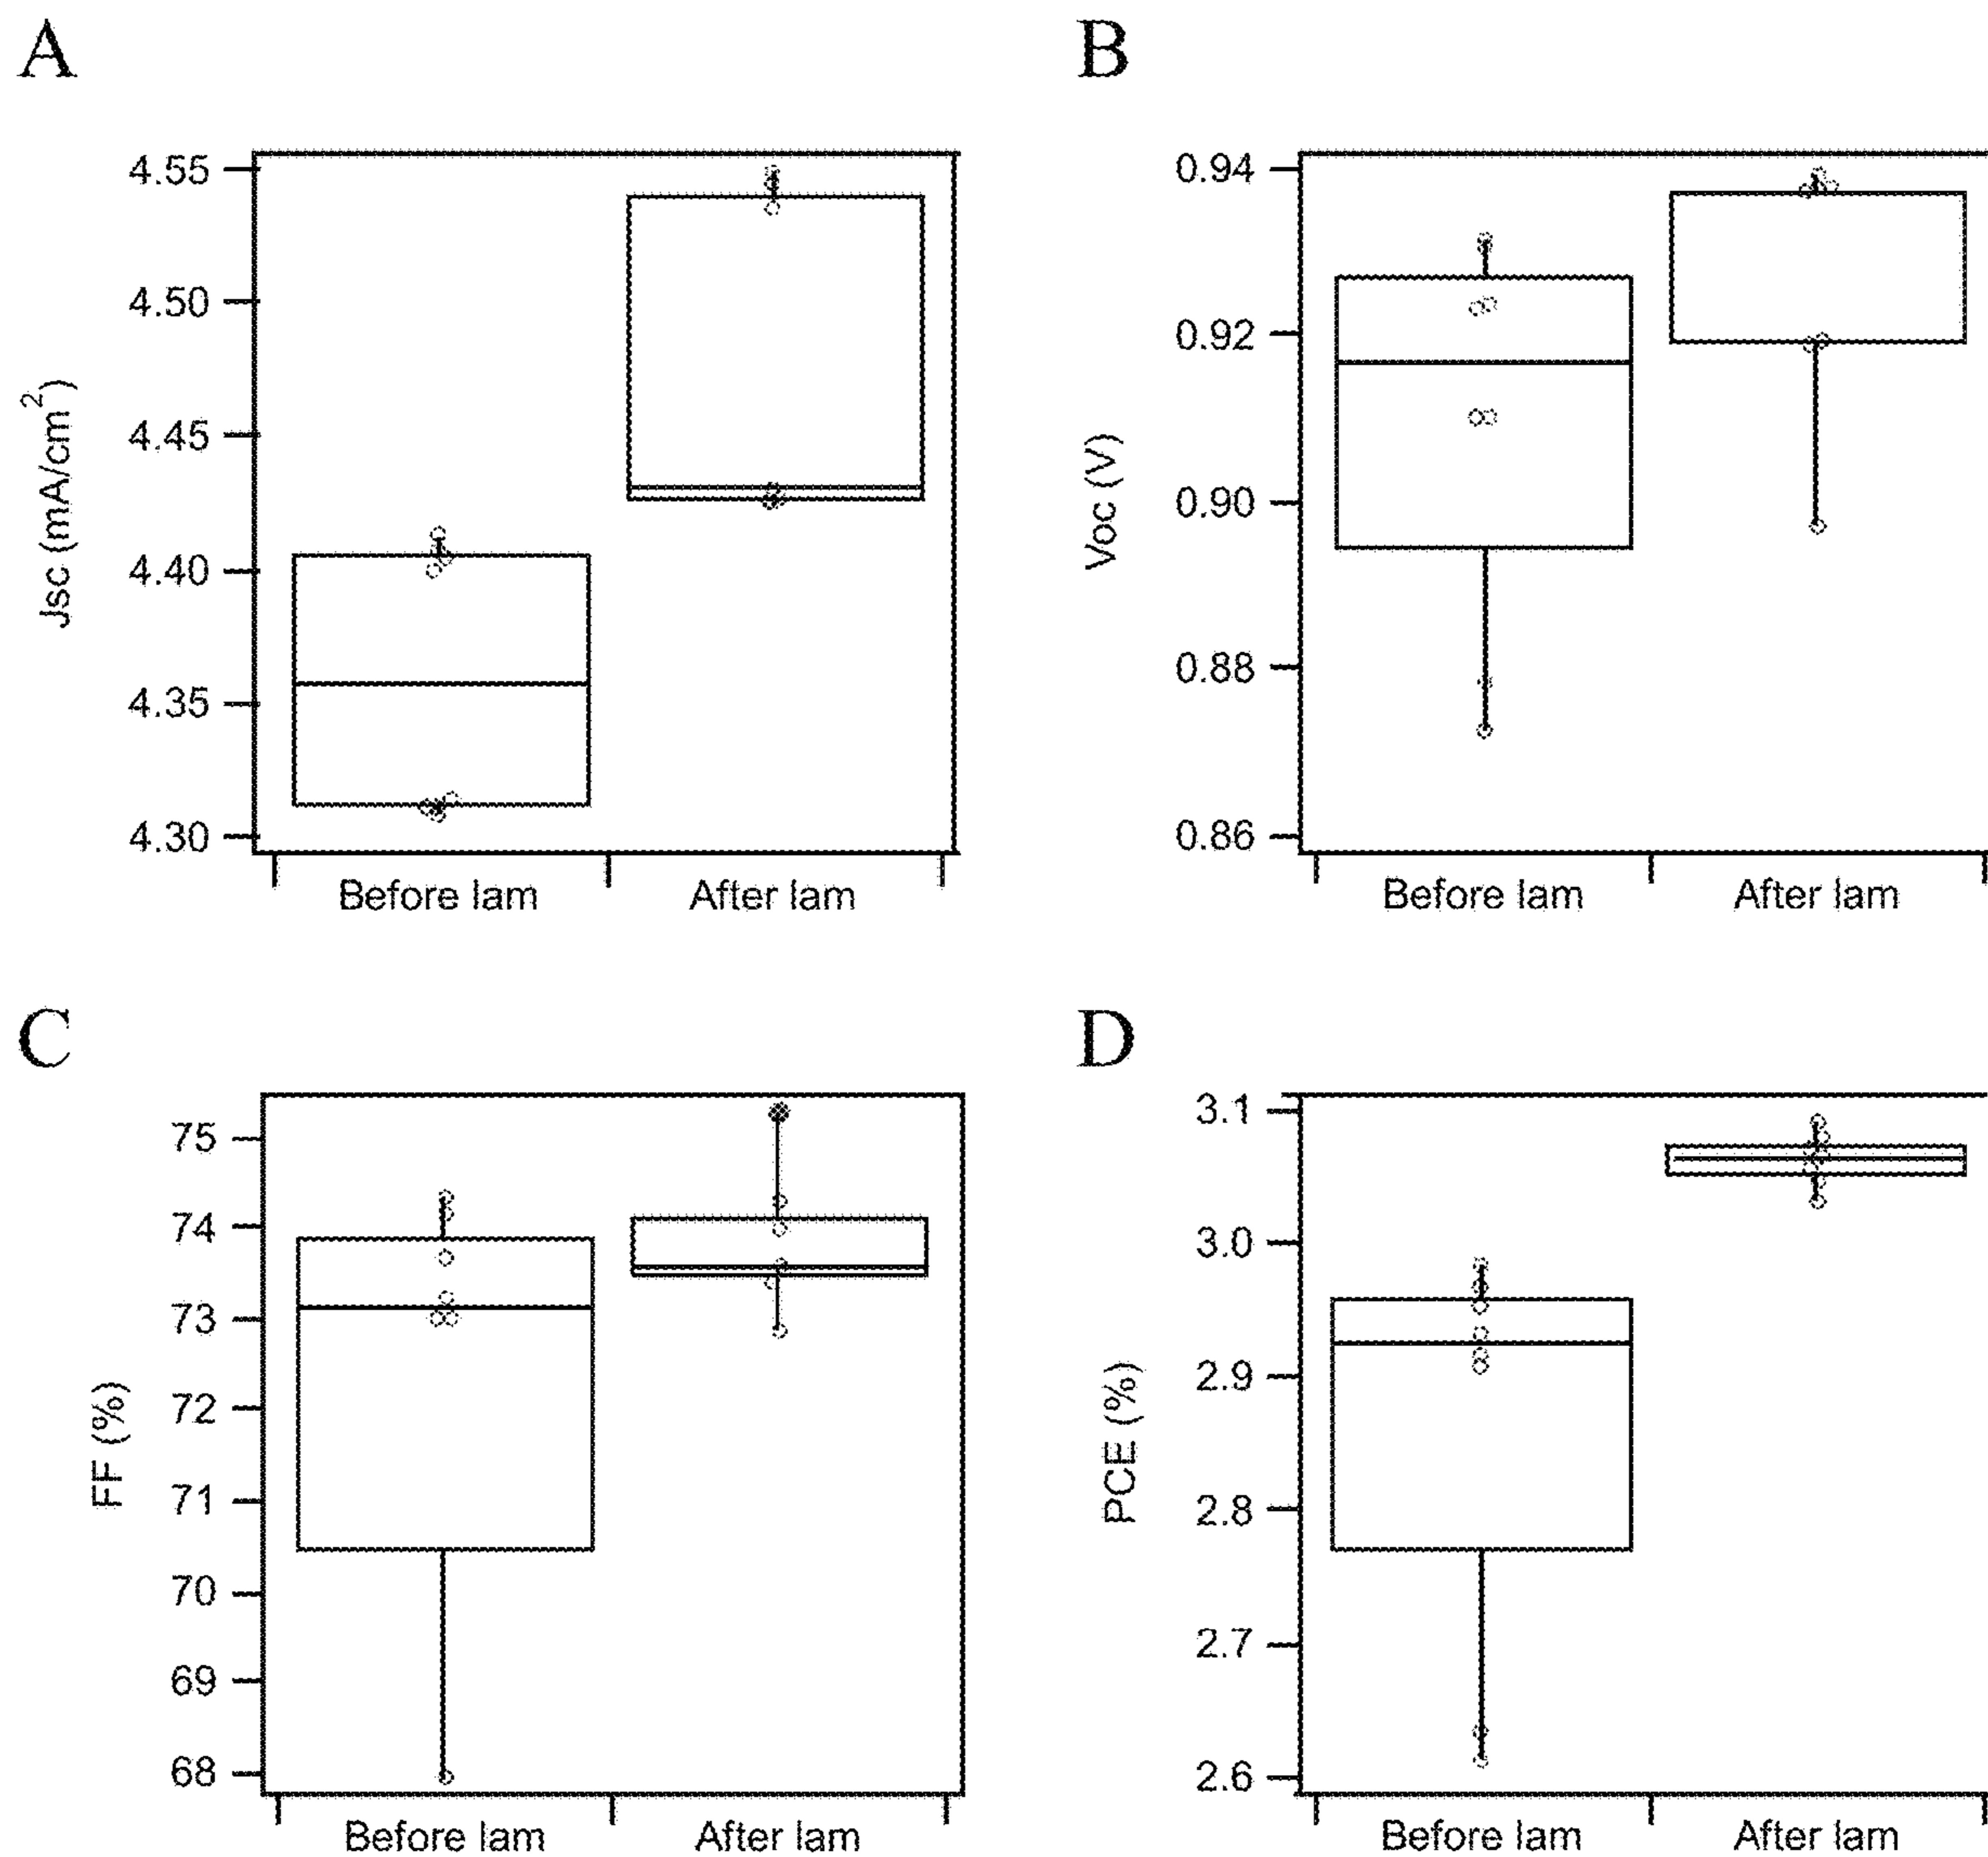 A
Jsc (mA/cm²)
4.55
4.50
4.45
4.40
4.35
4.30
Before lam
After lam
B
Voc (V)
0.94
0.92
0.90
0.88
0.86
Before lam
After lam
C
FF (%)
75
74
73
72
71
70
69
68
Before lam
After lam
D
PCE (%)
3.1
3.0
2.9
2.8
2.7
2.6
Before lam
After lam